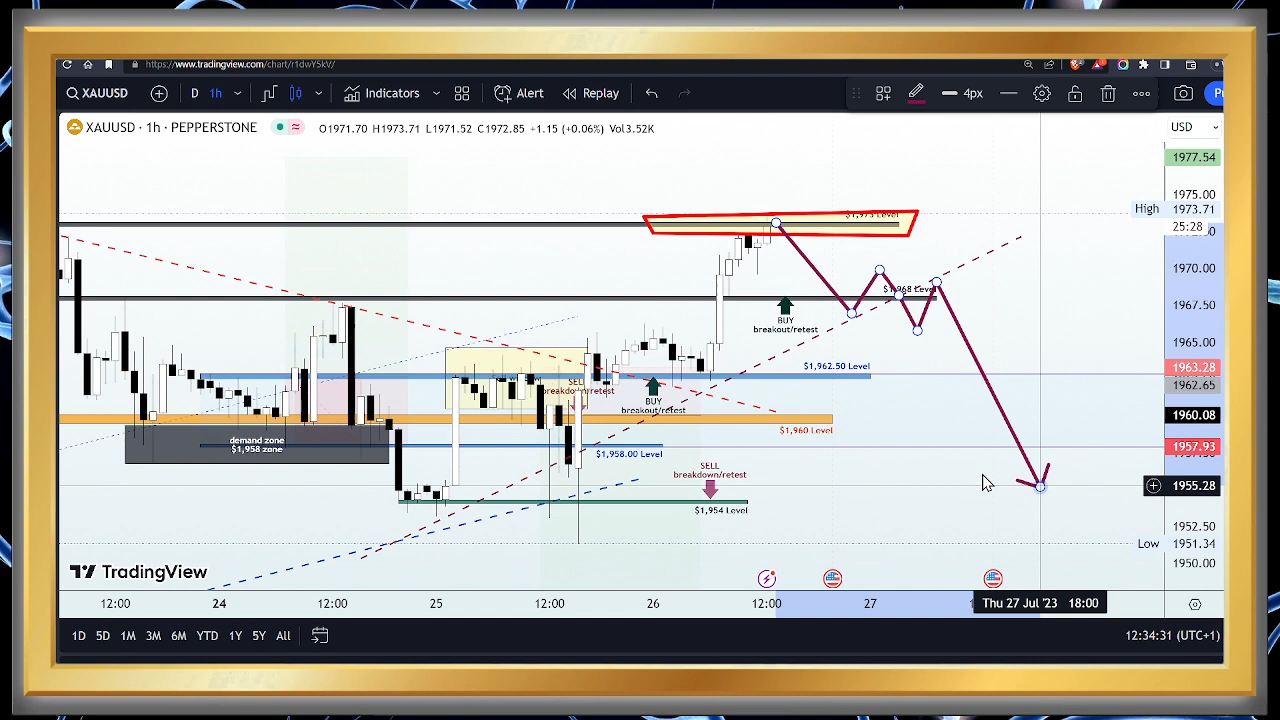 https://www.tradingview.com/chart/r1dwY5kV/
XAUUSD D 1h Indicators Alert Replay 4px
XAUUSD · 1h · PEPPERSTONE O1971.70 H1973.71 L1971.52 C1972.85 +1.15 (+0.06%) Vol3.52K
USD
1977.54
1975.00
High 1973.71
25:28
$1,973 Level
1970.00
$1,968 Level
1967.50
BUY
breakout/retest
1965.00
$1,962.50 Level
1963.28
1962.65
SELL
breakdown/retest
BUY
breakout/retest
1960.08
$1,960 Level
demand zone
$1,958 zone
$1,958.00 Level
1957.93
SELL
breakdown/retest
1955.28
$1,954 Level
1952.50
Low 1951.34
1950.00
TradingView
12:00 24 12:00 25 12:00 26 12:00 27 Thu 27 Jul '23 18:00
1D 5D 1M 3M 6M YTD 1Y 5Y All 12:34:31 (UTC+1)